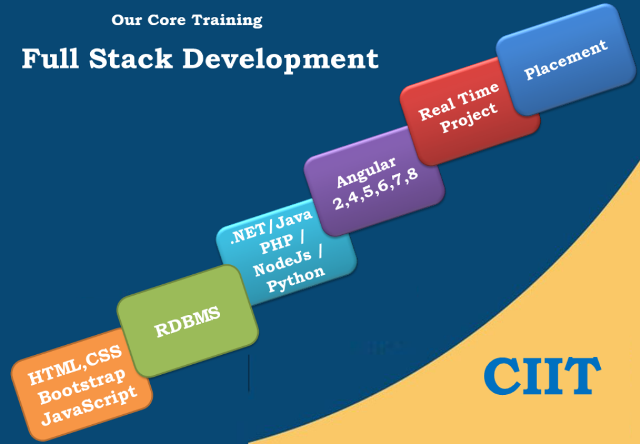 Our Core Training
Full Stack Development
HTML,CSS
Bootstrap
JavaScript
RDBMS
.NET/Java
PHP /
NodeJs /
Python
Angular
2,4,5,6,7,8
Real Time
Project
Placement
CIIT